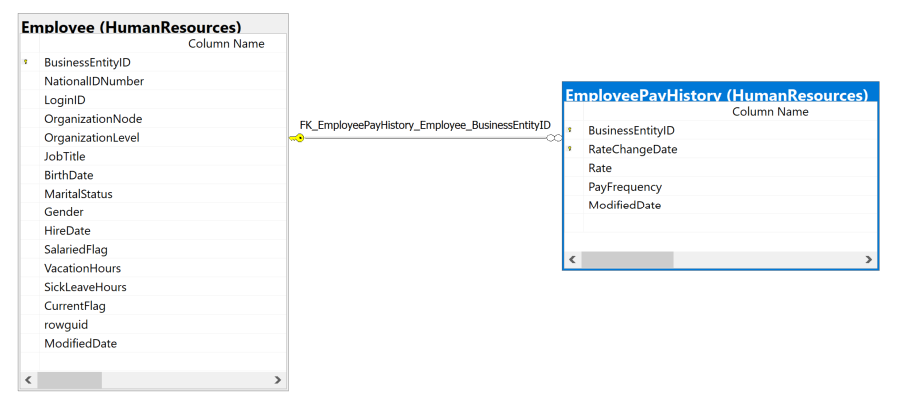 Employee (HumanResources)
Column Name
BusinessEntityID
NationalIDNumber
LoginID
OrganizationNode
OrganizationLevel
JobTitle
BirthDate
MaritalStatus
Gender
HireDate
SalariedFlag
VacationHours
SickLeaveHours
CurrentFlag
rowguid
ModifiedDate
FK_EmployeePayHistory_Employee_BusinessEntityID
EmployeePayHistory (HumanResources)
Column Name
BusinessEntityID
RateChangeDate
Rate
PayFrequency
ModifiedDate